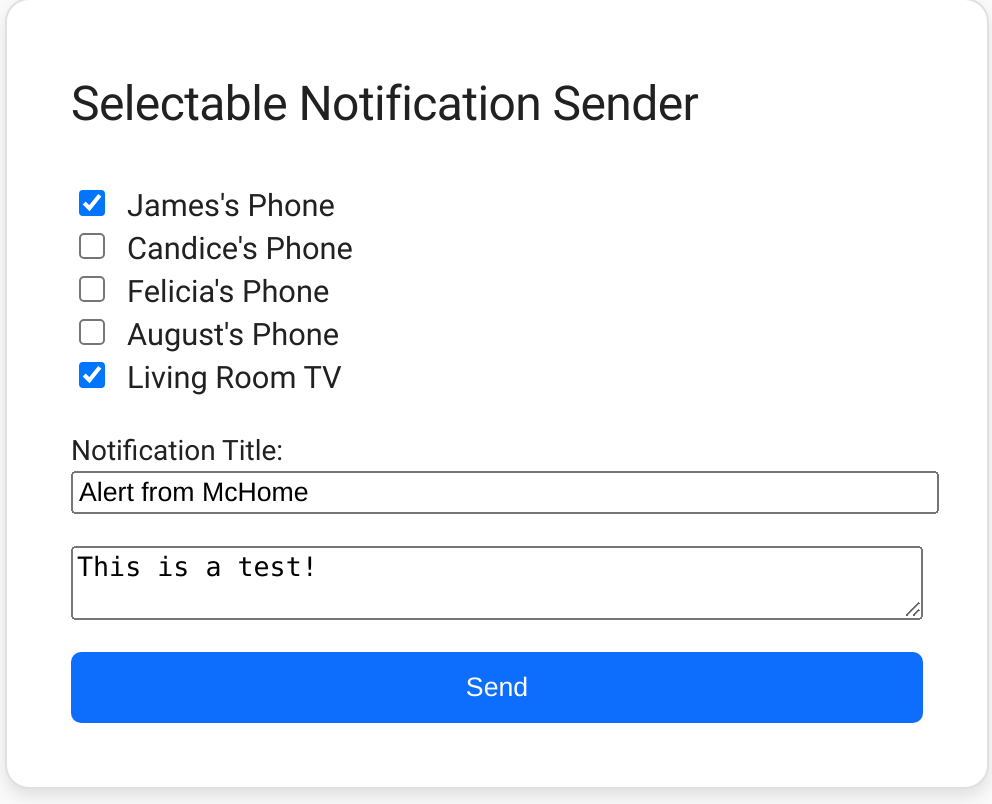 Selectable Notification Sender
James's Phone
Candice's Phone
Felicia's Phone
August's Phone
Living Room TV
Notification Title:
Alert from McHome
This is a test!
Send